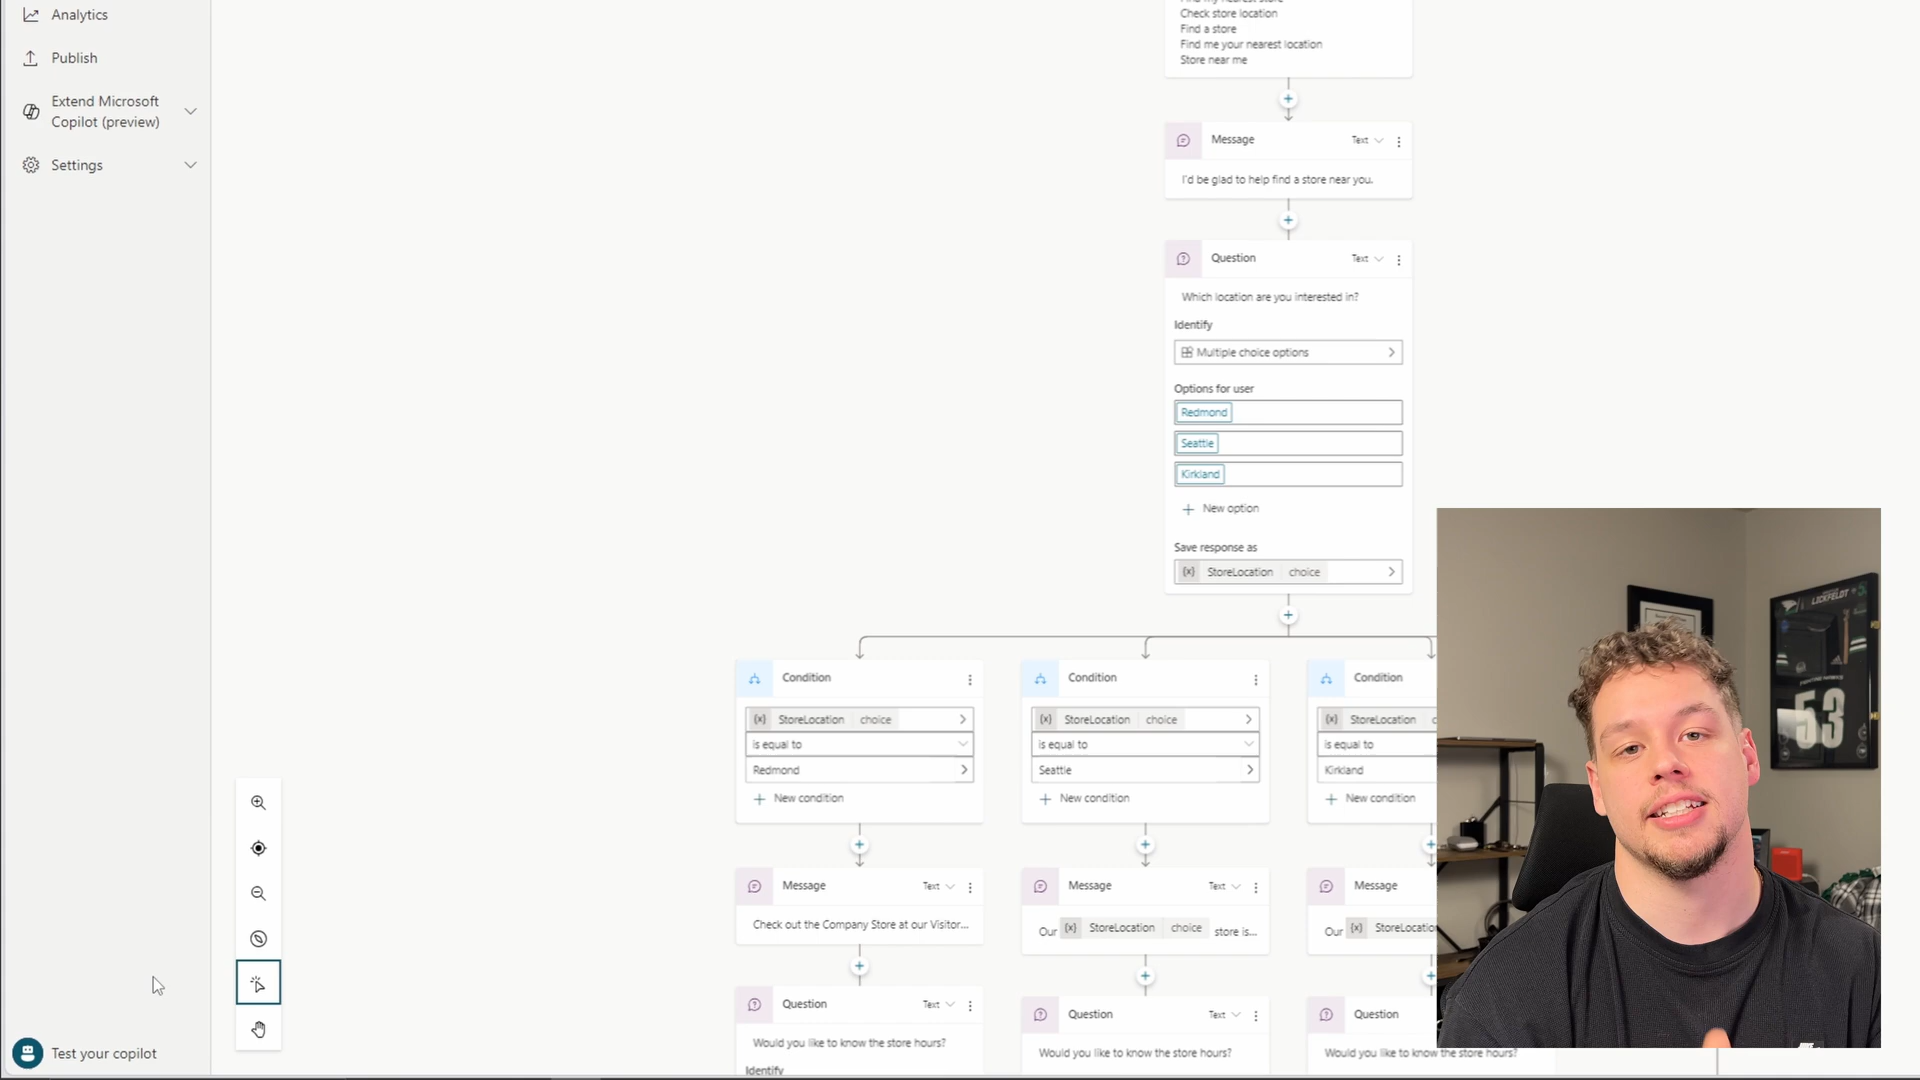 Analytics
Publish
Extend Microsoft
Copilot (preview)
Settings
Find my nearest store
Check store location
Find a store
Find me your nearest location
Store near me
Message
Text
I'd be glad to help find a store near you.
Question
Text
Which location are you interested in?
Identify
Multiple choice options
Options for user
Redmond
Seattle
Kirkland
New option
Save response as
{x} StoreLocation choice
Condition
{x} StoreLocation choice
is equal to
Redmond
New condition
Condition
{x} StoreLocation choice
is equal to
Seattle
New condition
Condition
{x} StoreLocation c
is equal to
Kirkland
New condition
Message
Text
Check out the Company Store at our Visitor...
Message
Text
Our {x} StoreLocation choice store is...
Message
Our {x} StoreLocatio
Question
Text
Would you like to know the store hours?
Identify
Question
Text
Would you like to know the store hours?
Question
Would you like to know the store hours?
Test your copilot
LOCKFELDT
53